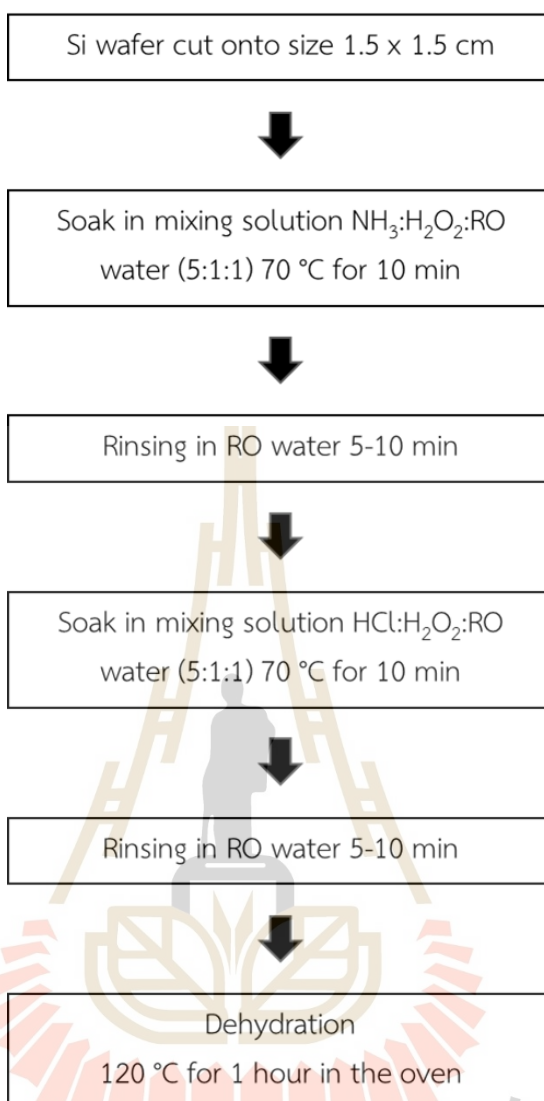 Si wafer cut onto size 1.5 x 1.5 cm
Soak in mixing solution NH₃:H₂O₂:RO
water (5:1:1) 70 °C for 10 min
Rinsing in RO water 5-10 min
Soak in mixing solution HCl:H₂O₂:RO
water (5:1:1) 70 °C for 10 min
Rinsing in RO water 5-10 min
Dehydration
120 °C for 1 hour in the oven